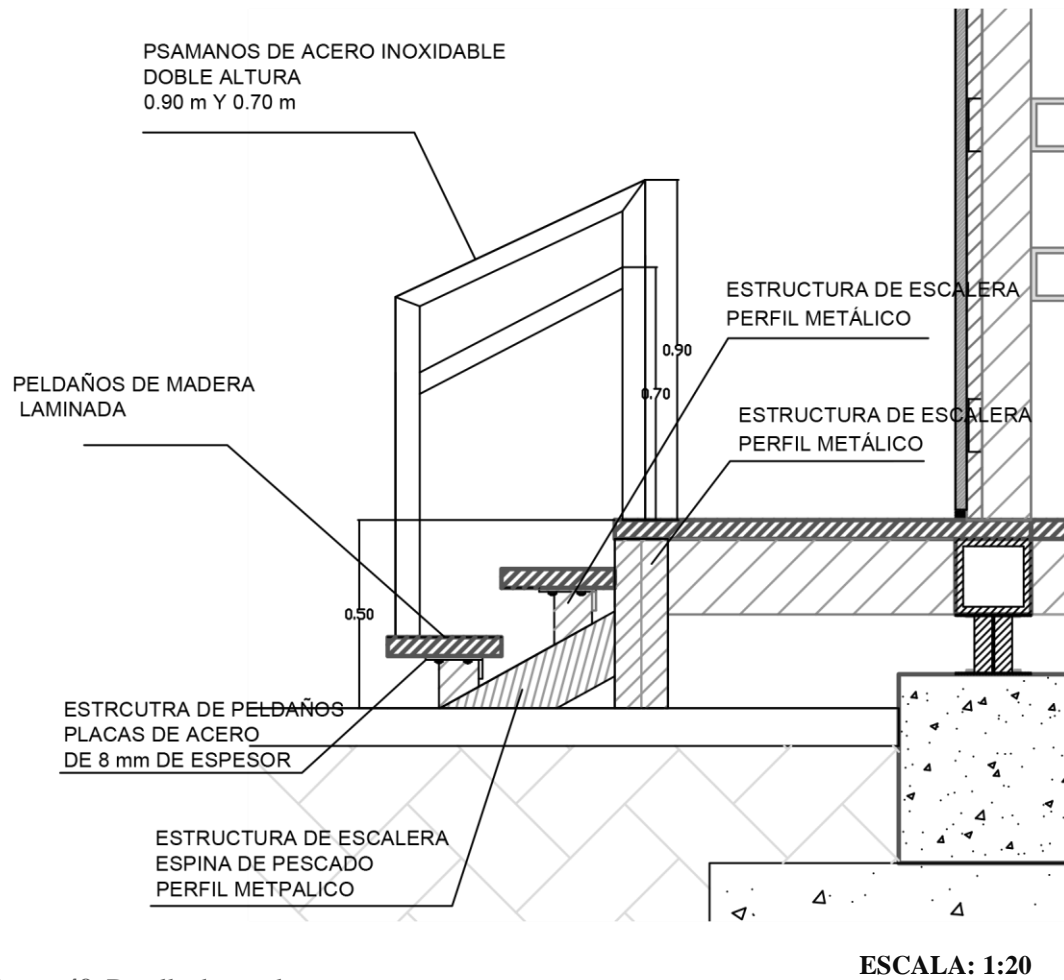 PSAMANOS DE ACERO INOXIDABLE
DOBLE ALTURA
0.90 m Y 0.70 m
ESTRUCTURA DE ESCALERA
PERFIL METÁLICO
0.90
PELDAÑOS DE MADERA
LAMINADA
0.70
ESTRUCTURA DE ESCALERA
PERFIL METÁLICO
0.50
ESTRCUTRA DE PELDAÑOS
PLACAS DE ACERO
DE 8 mm DE ESPESOR
ESTRUCTURA DE ESCALERA
ESPINA DE PESCADO
PERFIL METPALICO
ESCALA: 1:20